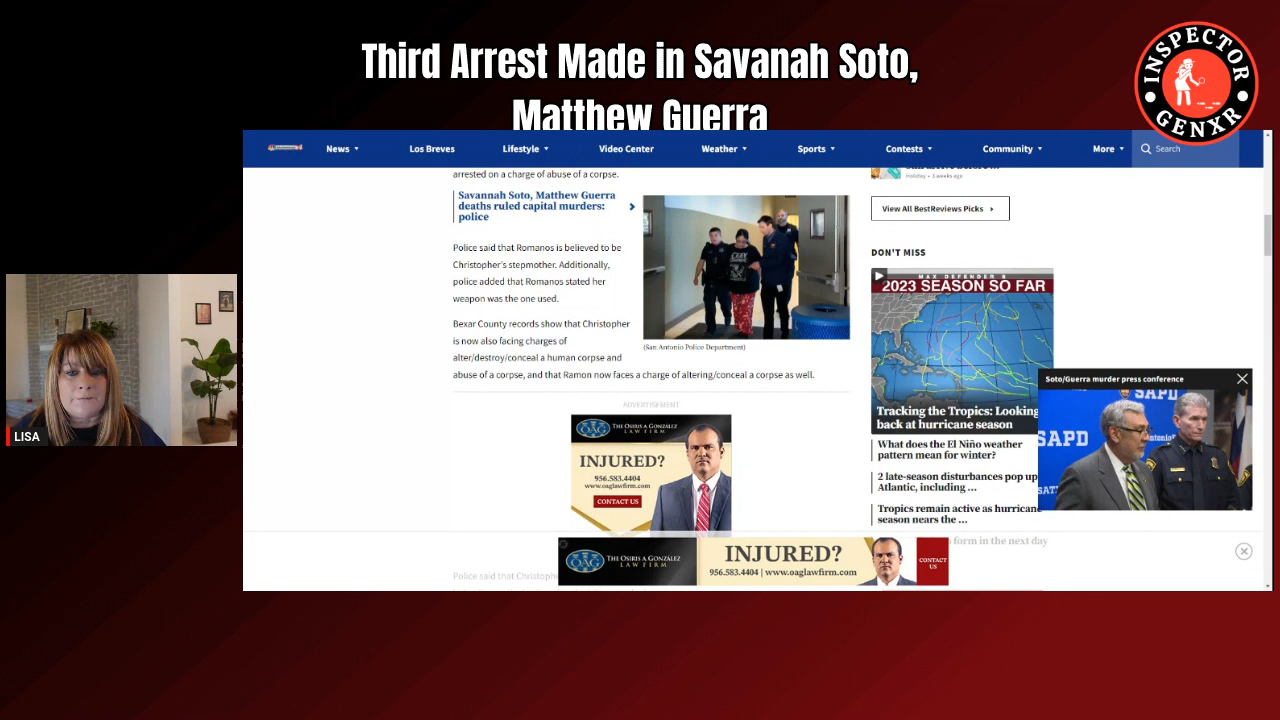 Third Arrest Made in Savanah Soto,
Matthew Guerra
INSPECTOR
GENXR
News
Los Breves
Lifestyle
Video Center
Weather
Sports
Contests
Community
More
Search
arrested on a charge of abuse of a corpse.
Savannah Soto, Matthew Guerra
deaths ruled capital murders:
police
Police said that Romanos is believed to be
Christopher's stepmother. Additionally,
police added that Romanos stated her
weapon was the one used.
(San Antonio Police Department)
Bexar County records show that Christopher
is now also facing charges of
alter/destroy/conceal a human corpse and
abuse of a corpse, and that Ramon now faces a charge of altering/conceal a corpse as well.
ADVERTISEMENT
THE OSIRIS A GONZÁLEZ
LAW FIRM
OAG
INJURED?
956.583.4404
www.oaglawfirm.com
CONTACT US
Holiday • 3 weeks ago
View All BestReviews Picks
DON'T MISS
MAX DEFENDER 8
2023 SEASON SO FAR
Tracking the Tropics: Looking
back at hurricane season
What does the El Niño weather
pattern mean for winter?
2 late-season disturbances pop up
Atlantic, including ...
Tropics remain active as hurricane
season nears the ...
form in the next day
Soto/Guerra murder press conference
SAPD
SAPD
LISA
THE OSIRIS A GONZÁLEZ
LAW FIRM
OAG
INJURED?
956.583.4404 | www.oaglawfirm.com
CONTACT
US
Police said that Christophe